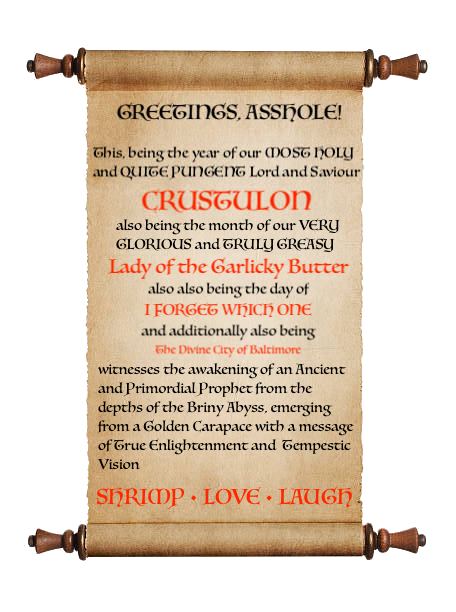 GREETINGS, ASSHOLE!
This, being the year of our MOST HOLY
and QUITE PUNGENT Lord and Saviour
CRUSTULON
also being the month of our VERY
GLORIOUS and TRULY GREASY
Lady of the Garlicky Butter
also also being the day of
I FORGET WHICH ONE
and additionally also being
The Divine City of Baltimore
witnesses the awakening of an Ancient
and Primordial Prophet from the
depths of the Briny Abyss, emerging
from a Golden Carapace with a message
of True Enlightenment and Tempestic
Vision
SHRIMP • LOVE • LAUGH